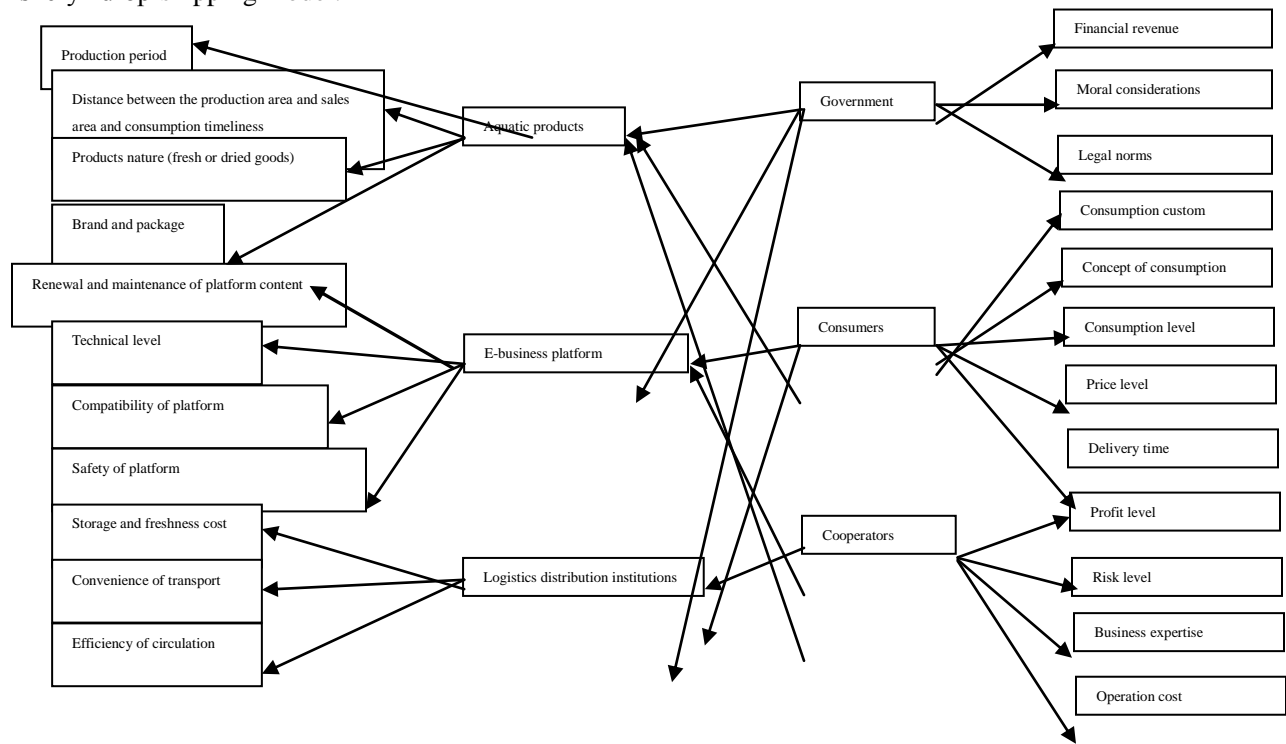 Production period
Distance between the production area and sales
area and consumption timeliness
Products nature (fresh or dried goods)
Brand and package
Renewal and maintenance of platform content
Technical level
Compatibility of platform
Safety of platform
Storage and freshness cost
Convenience of transport
Efficiency of circulation
Aquatic products
E-business platform
Logistics distribution institutions
Government
Consumers
Cooperators
Financial revenue
Moral considerations
Legal norms
Consumption custom
Concept of consumption
Consumption level
Price level
Delivery time
Profit level
Risk level
Business expertise
Operation cost